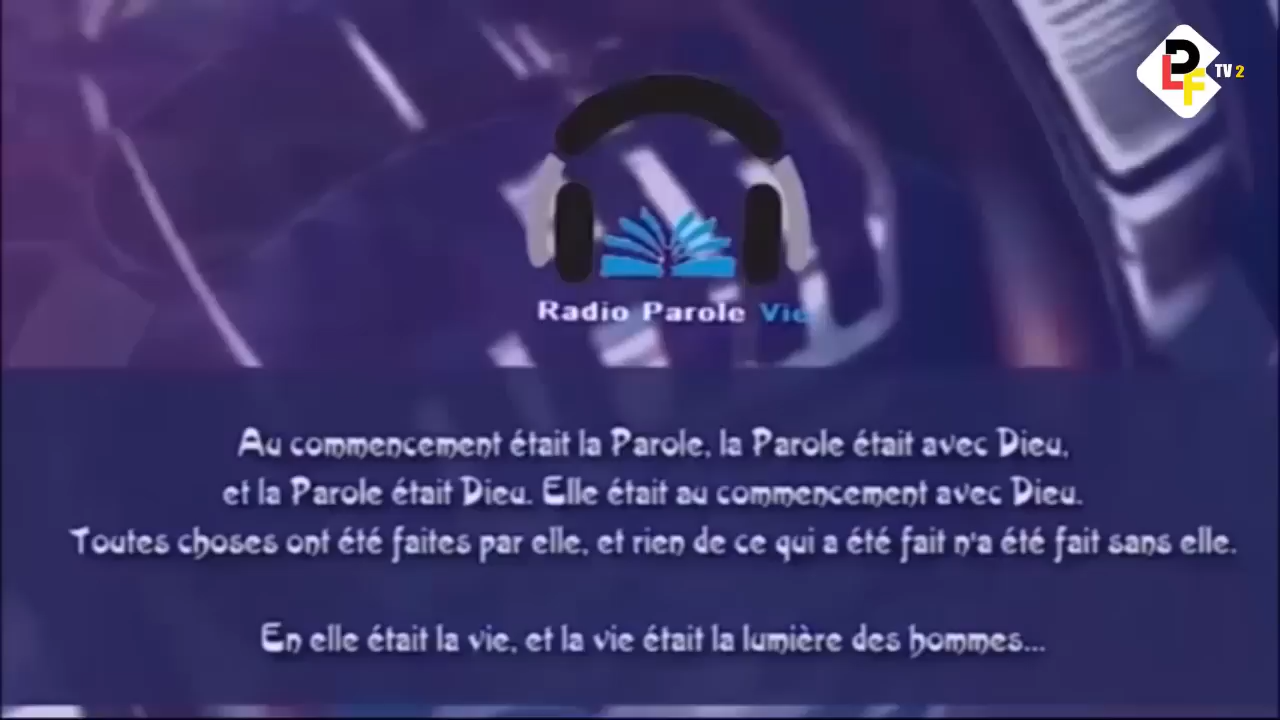 DLF TV 2
Radio Parole Vie
Au commencement était la Parole, la Parole était avec Dieu,
et la Parole était Dieu. Elle était au commencement avec Dieu.
Toutes choses ont été faites par elle, et rien de ce qui a été fait n'a été fait sans elle.
En elle était la vie, et la vie était la lumière des hommes...